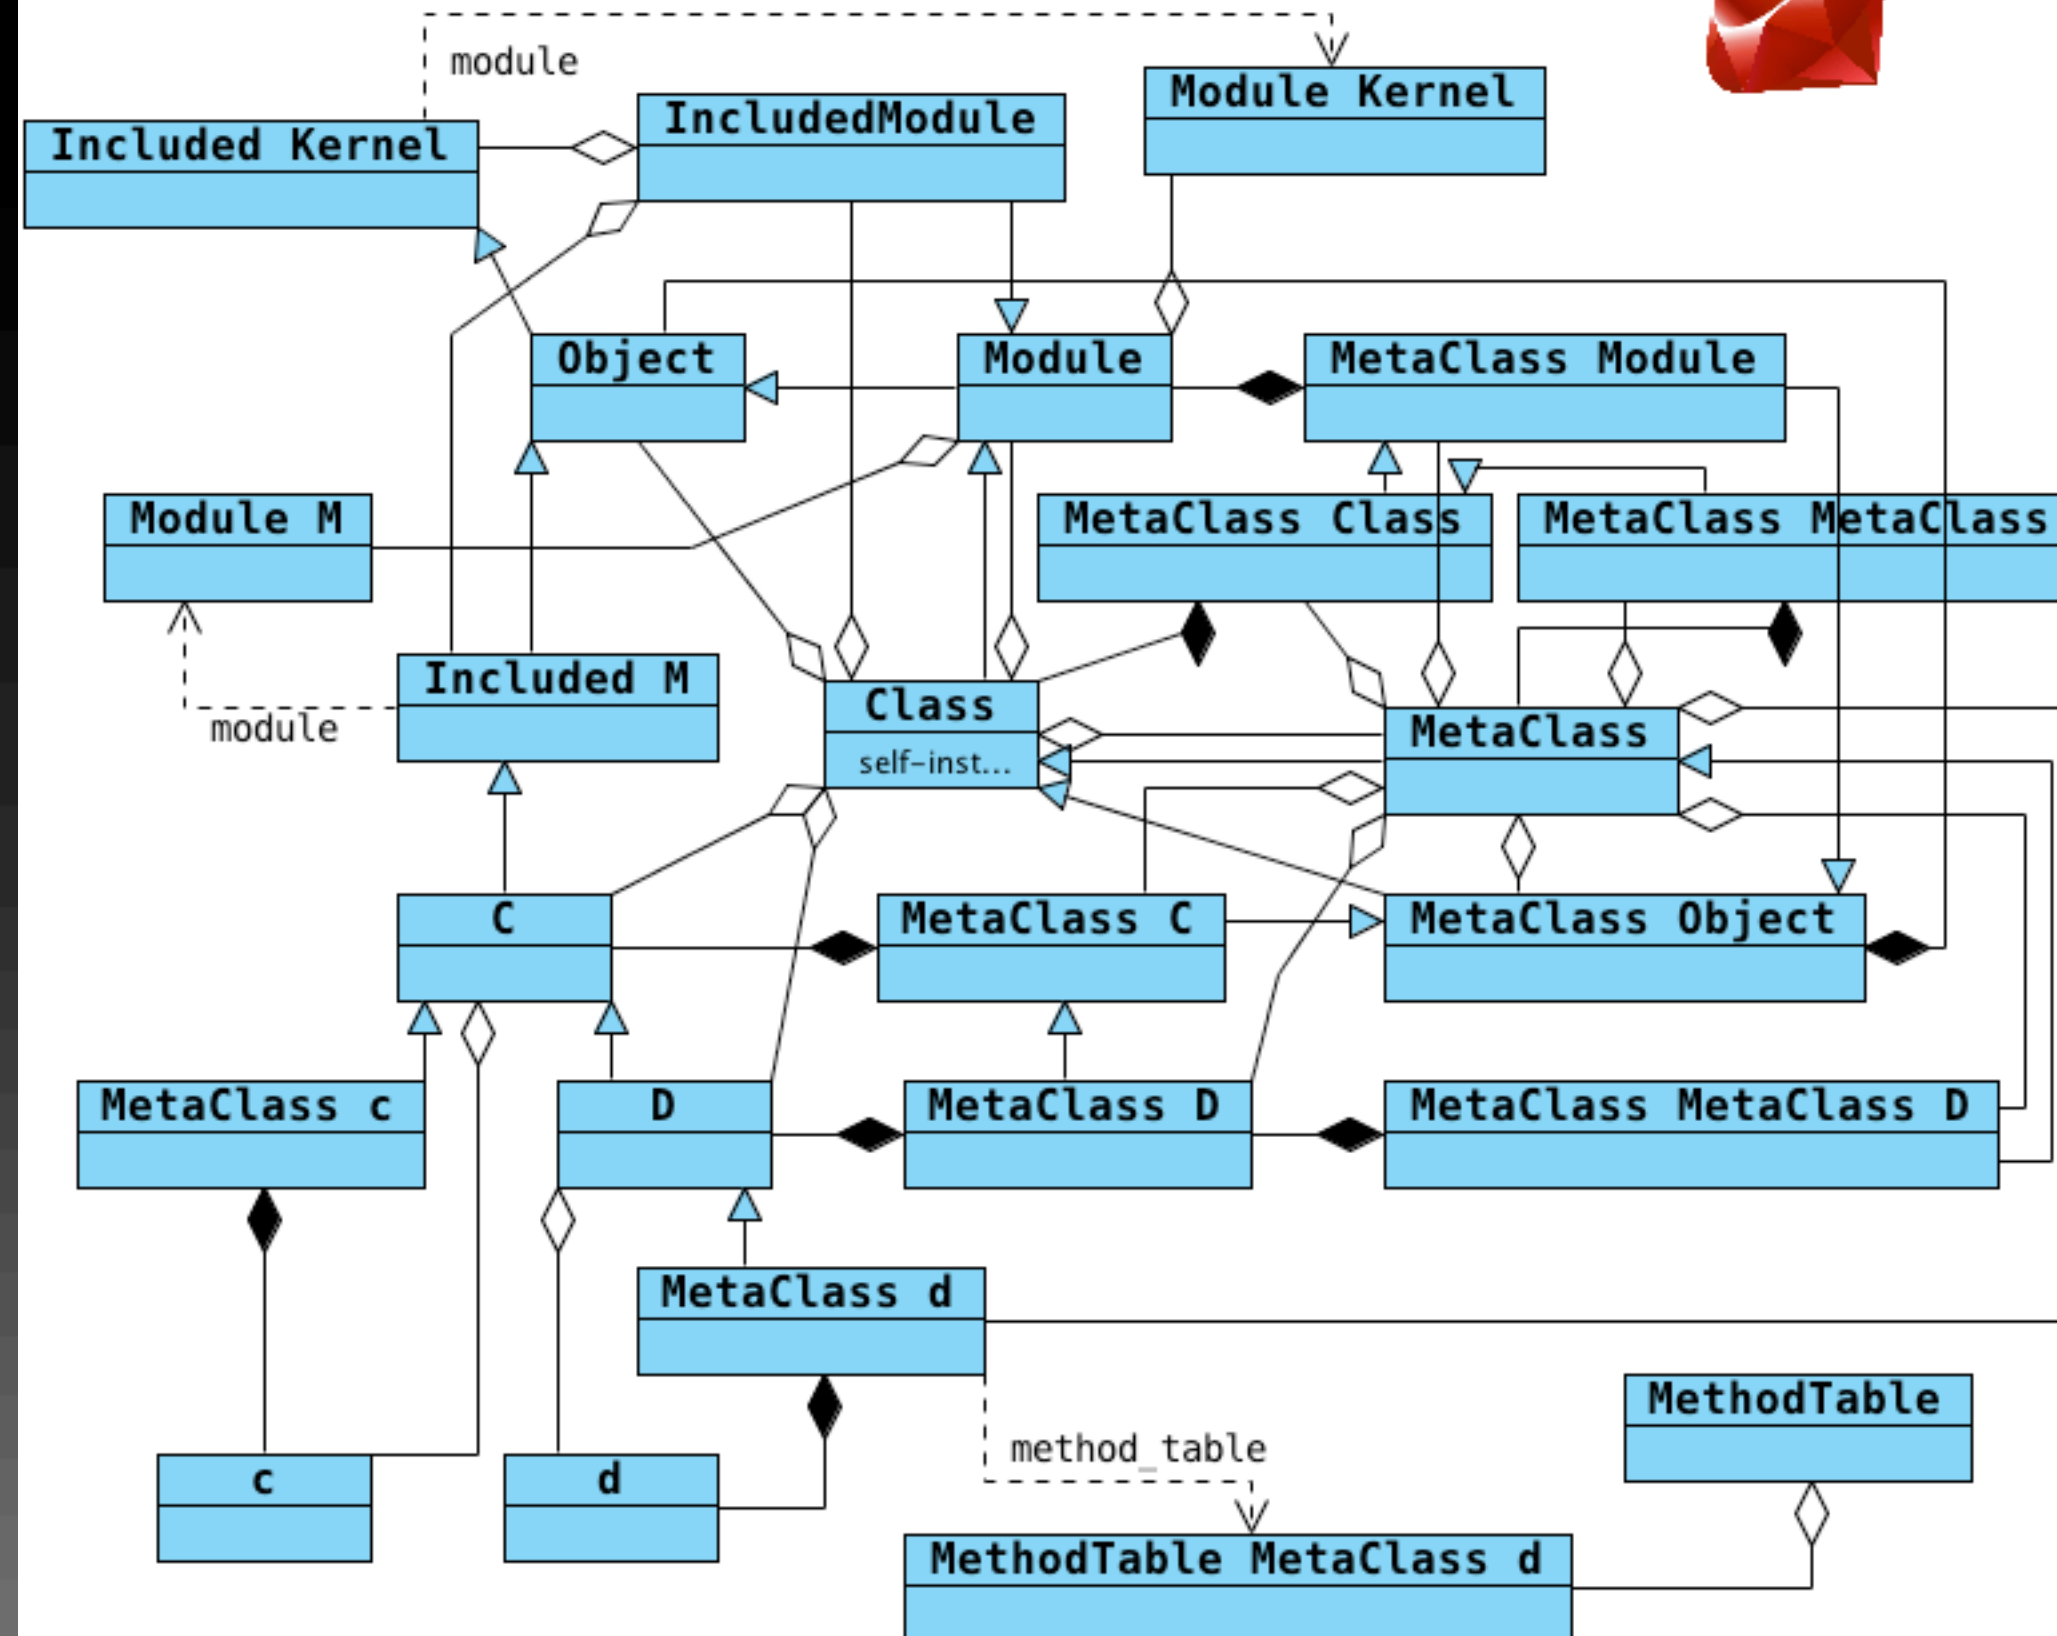 module
Module Kernel
IncludedModule
Included Kernel
Object
Module
MetaClass Module
Module M
MetaClass Class
MetaClass MetaClass
Included M
Class
self-inst...
MetaClass
module
C
MetaClass C
MetaClass Object
MetaClass c
D
MetaClass D
MetaClass MetaClass D
MetaClass d
MethodTable
method_table
c
d
MethodTable MetaClass d